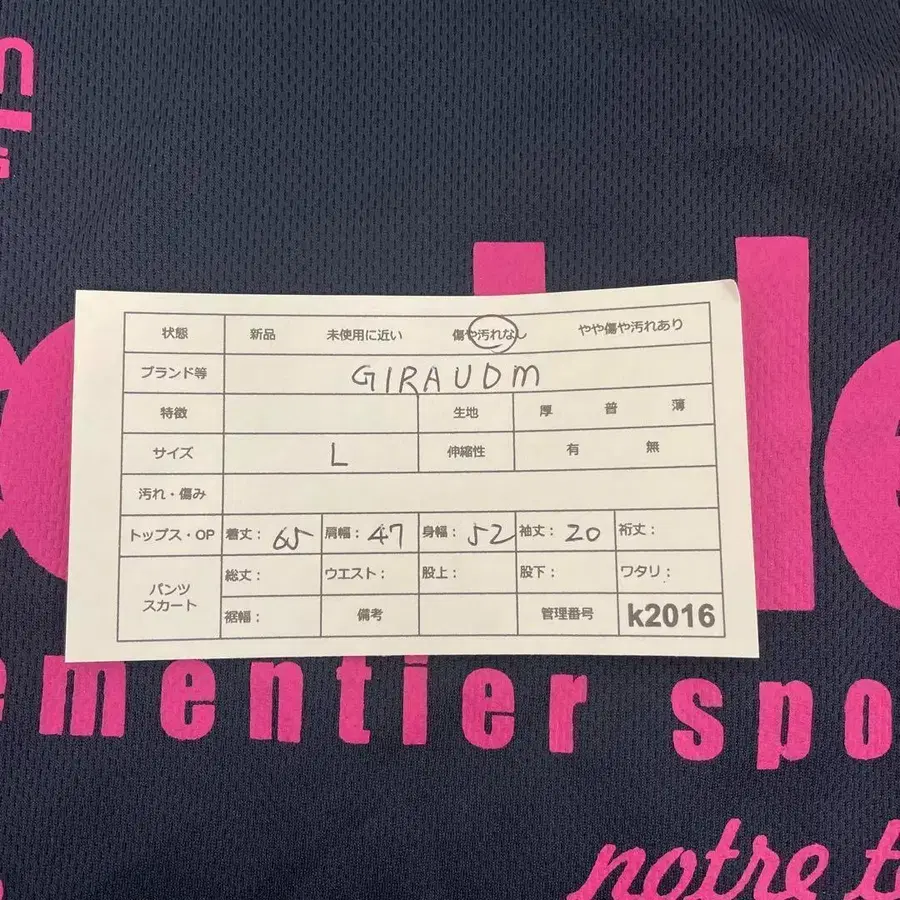 状態 新品 未使用に近い 傷や汚れなし やや傷や汚れあり
ブランド等 GIRAUDM
特徴 生地 厚 普 薄
サイズ L 伸縮性 有 無
汚れ・傷み
トップス・OP 着丈: 65 肩幅: 47 身幅: 52 袖丈: 20 裄丈:
パンツ スカート 総丈: ウエスト: 股上: 股下: ワタリ:
裾幅: 備考 管理番号 k2016
ementier spo
notre t